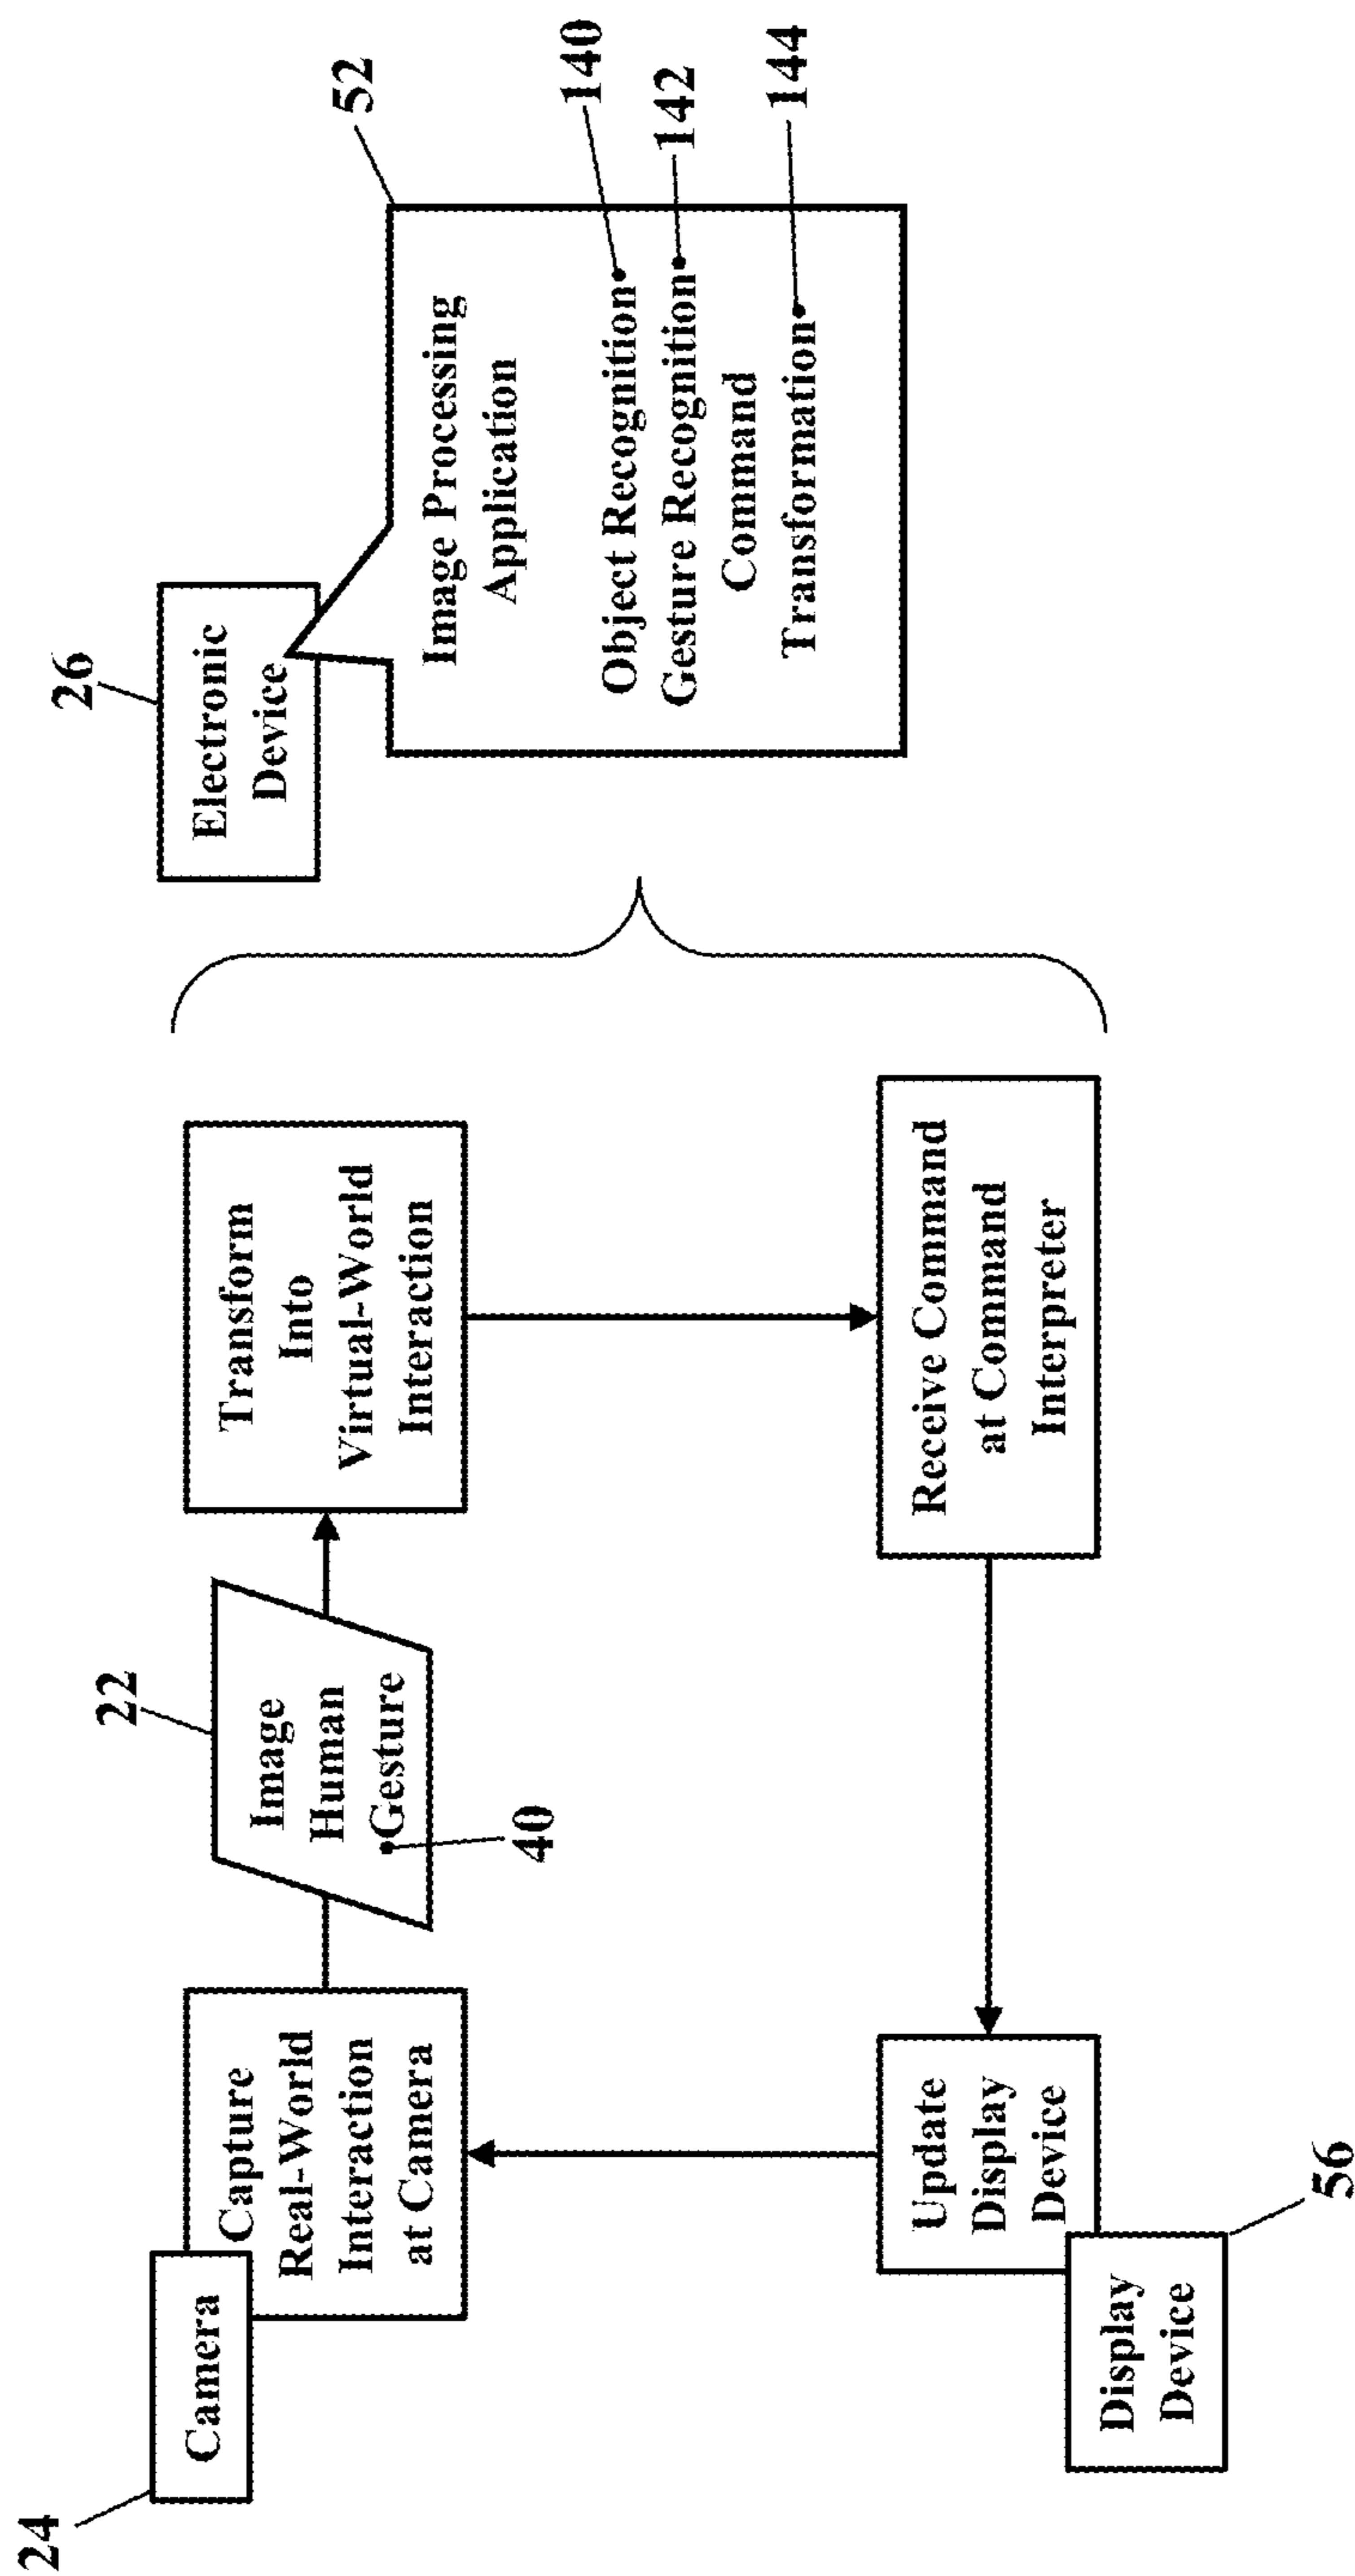 24
Camera
Capture
Real-World
Interaction
at Camera
22
Image
Human
Gesture
40
Transform
Into
Virtual-World
Interaction
Receive Command
at Command
Interpreter
Update
Display
Device
Display
Device
56
26
Electronic
Device
52
Image Processing
Application
Object Recognition
140
Gesture Recognition
142
Command
Transformation
144